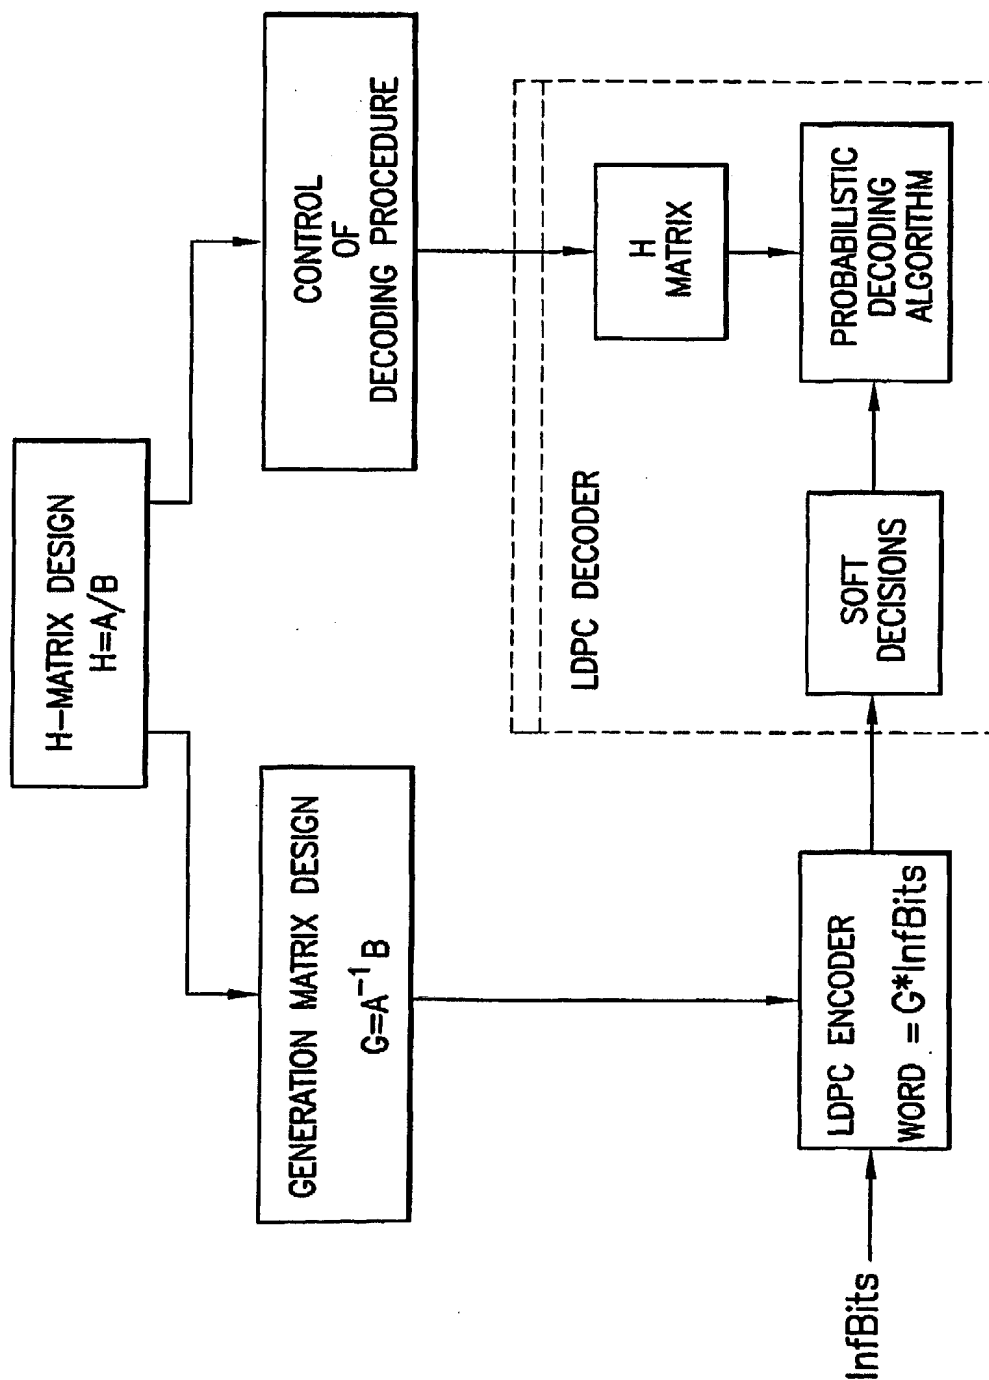 H-MATRIX DESIGN
H=A/B
GENERATION MATRIX DESIGN
G=A⁻¹B
CONTROL
OF
DECODING PROCEDURE
LDPC DECODER
H
MATRIX
InfBits
LDPC ENCODER
WORD = G*InfBits
SOFT
DECISIONS
PROBABILISTIC
DECODING
ALGORITHM